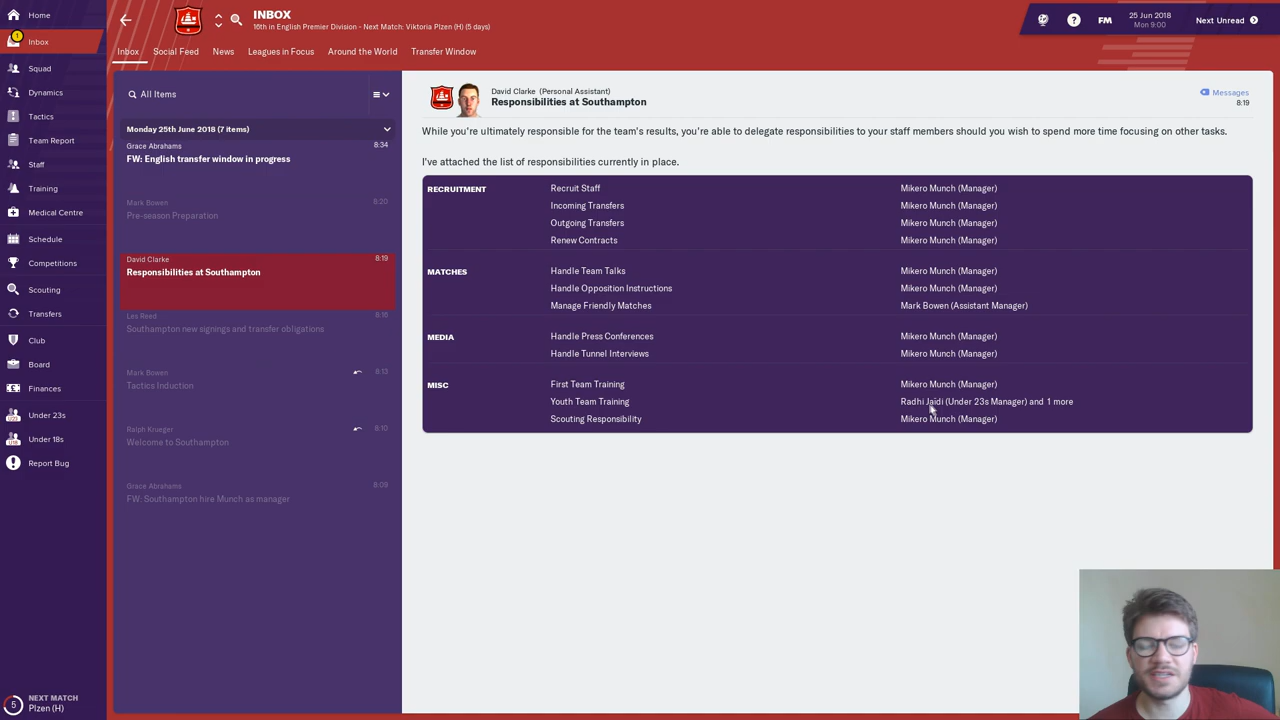 Home
1
Inbox
Squad
Dynamics
Tactics
Team Report
Staff
Training
Medical Centre
Schedule
Competitions
Scouting
Transfers
Club
Board
Finances
Under 23s
Under 18s
Report Bug
5
NEXT MATCH
Plzen (H)
INBOX
16th in English Premier Division - Next Match: Viktoria Plzen (H) (5 days)
FM
25 Jun 2018
Mon 9:00
Next Unread
Inbox
Social Feed
News
Leagues in Focus
Around the World
Transfer Window
All Items
Monday 25th June 2018 (7 items)
Grace Abrahams 8:34
FW: English transfer window in progress
Mark Bowen 8:20
Pre-season Preparation
David Clarke 8:19
Responsibilities at Southampton
Les Reed 8:16
Southampton new signings and transfer obligations
Mark Bowen 8:13
Tactics Induction
Ralph Krueger 8:10
Welcome to Southampton
Grace Abrahams 8:09
FW: Southampton hire Munch as manager
David Clarke (Personal Assistant)
Responsibilities at Southampton
Messages
8:19
While you're ultimately responsible for the team's results, you're able to delegate responsibilities to your staff members should you wish to spend more time focusing on other tasks.
I've attached the list of responsibilities currently in place.
RECRUITMENT Recruit Staff Mikero Munch (Manager)
Incoming Transfers Mikero Munch (Manager)
Outgoing Transfers Mikero Munch (Manager)
Renew Contracts Mikero Munch (Manager)
MATCHES Handle Team Talks Mikero Munch (Manager)
Handle Opposition Instructions Mikero Munch (Manager)
Manage Friendly Matches Mark Bowen (Assistant Manager)
MEDIA Handle Press Conferences Mikero Munch (Manager)
Handle Tunnel Interviews Mikero Munch (Manager)
MISC First Team Training Mikero Munch (Manager)
Youth Team Training Radhi Jaïdi (Under 23s Manager) and 1 more
Scouting Responsibility Mikero Munch (Manager)